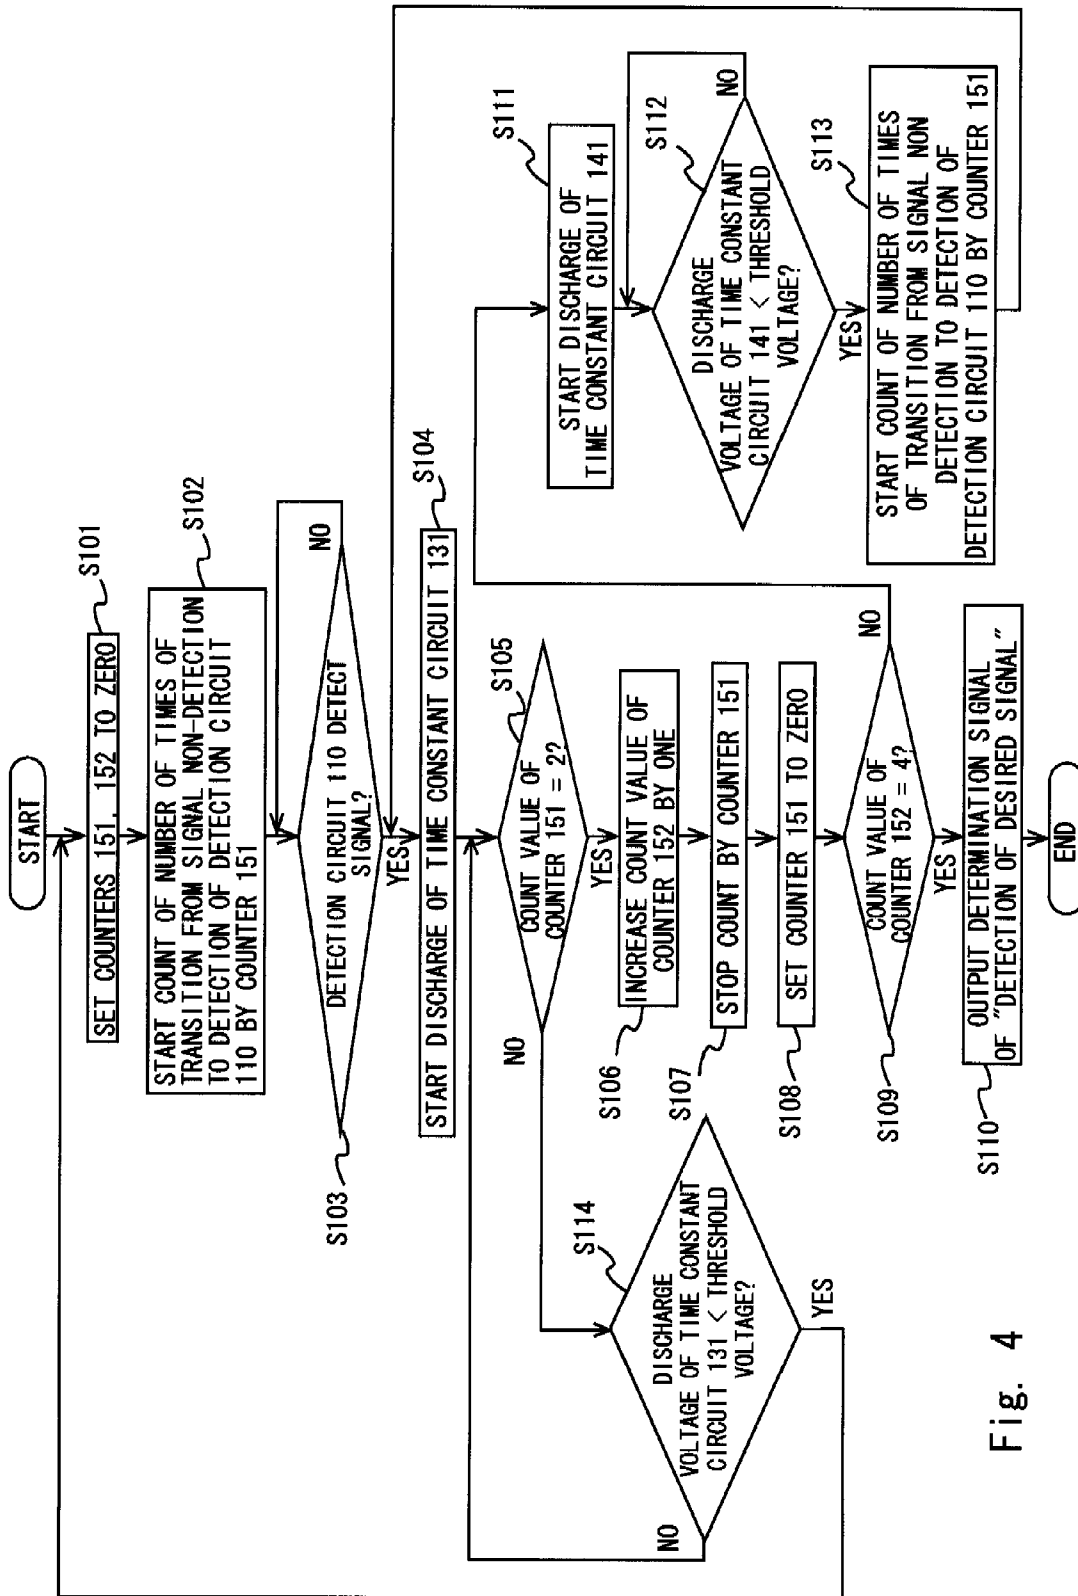 START
SET COUNTERS 151, 152 TO ZERO
S101
START COUNT OF NUMBER OF TIMES OF
TRANSITION FROM SIGNAL NON-DETECTION
TO DETECTION OF DETECTION CIRCUIT
110 BY COUNTER 151
S102
DETECTION CIRCUIT 110 DETECT
SIGNAL?
NO
YES
S103
START DISCHARGE OF TIME CONSTANT CIRCUIT 131
S104
COUNT VALUE OF
COUNTER 151 = 2?
S105
NO
YES
INCREASE COUNT VALUE OF
COUNTER 152 BY ONE
S106
STOP COUNT BY COUNTER 151
S107
SET COUNTER 151 TO ZERO
S108
COUNT VALUE OF
COUNTER 152 = 4?
S109
NO
YES
OUTPUT DETERMINATION SIGNAL
OF "DETECTION OF DESIRED SIGNAL"
S110
END
START DISCHARGE OF
TIME CONSTANT CIRCUIT 141
S111
DISCHARGE
VOLTAGE OF TIME CONSTANT
CIRCUIT 141 < THRESHOLD
VOLTAGE?
S112
NO
YES
START COUNT OF NUMBER OF TIMES
OF TRANSITION FROM SIGNAL NON
DETECTION TO DETECTION OF
DETECTION CIRCUIT 110 BY COUNTER 151
S113
DISCHARGE
VOLTAGE OF TIME CONSTANT
CIRCUIT 131 < THRESHOLD
VOLTAGE?
S114
NO
YES
Fig. 4